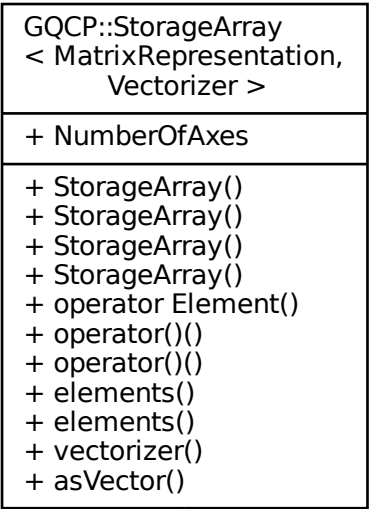 GQCP::StorageArray
< MatrixRepresentation,
Vectorizer >
+ NumberOfAxes
+ StorageArray()
+ StorageArray()
+ StorageArray()
+ StorageArray()
+ operator Element()
+ operator()()
+ operator()()
+ elements()
+ elements()
+ vectorizer()
+ asVector()